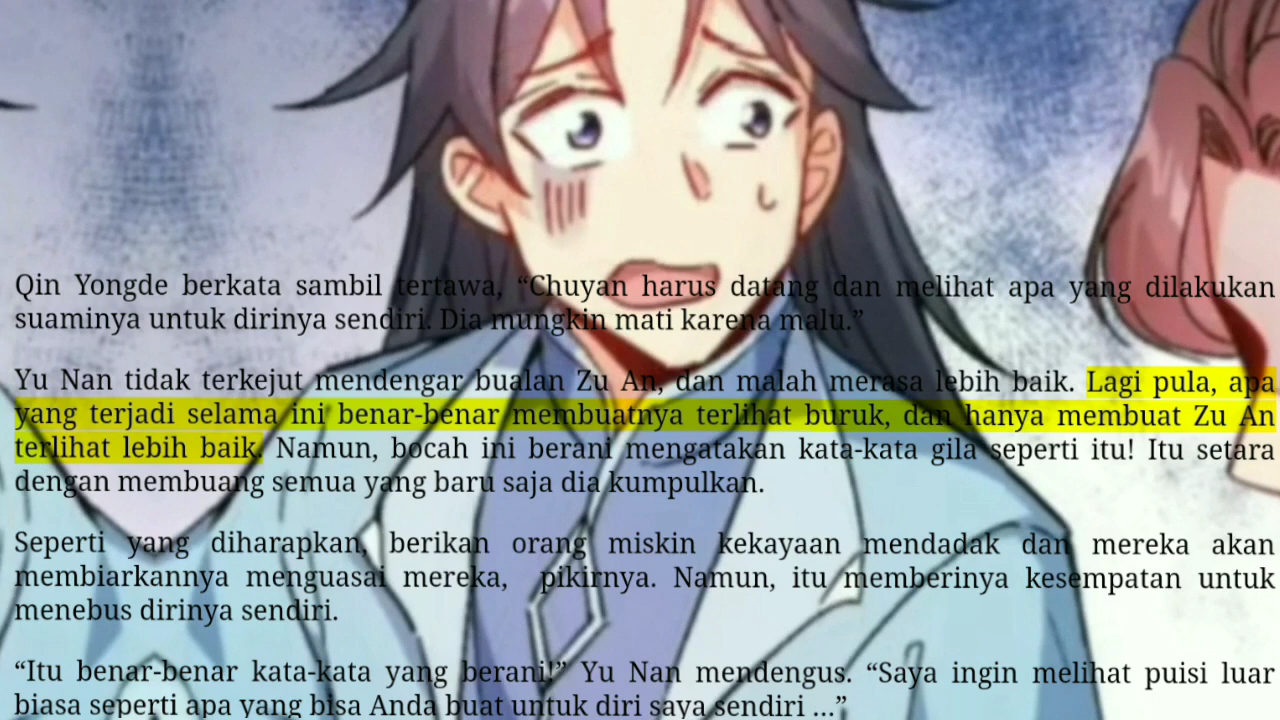 Qin Yongde berkata sambil tertawa, “Chuyan harus datang dan melihat apa yang dilakukan
suaminya untuk dirinya sendiri. Dia mungkin mati karena malu.”
Yu Nan tidak terkejut mendengar bualan Zu An, dan malah merasa lebih baik. Lagi pula, apa
yang terjadi selama ini benar-benar membuatnya terlihat buruk, dan hanya membuat Zu An
terlihat lebih baik. Namun, bocah ini berani mengatakan kata-kata gila seperti itu! Itu setara
dengan membuang semua yang baru saja dia kumpulkan.
Seperti yang diharapkan, berikan orang miskin kekayaan mendadak dan mereka akan
membiarkannya menguasai mereka, pikirnya. Namun, itu memberinya kesempatan untuk
menebus dirinya sendiri.
“Itu benar-benar kata-kata yang berani!” Yu Nan mendengus. “Saya ingin melihat puisi luar
biasa seperti apa yang bisa Anda buat untuk diri saya sendiri ...”